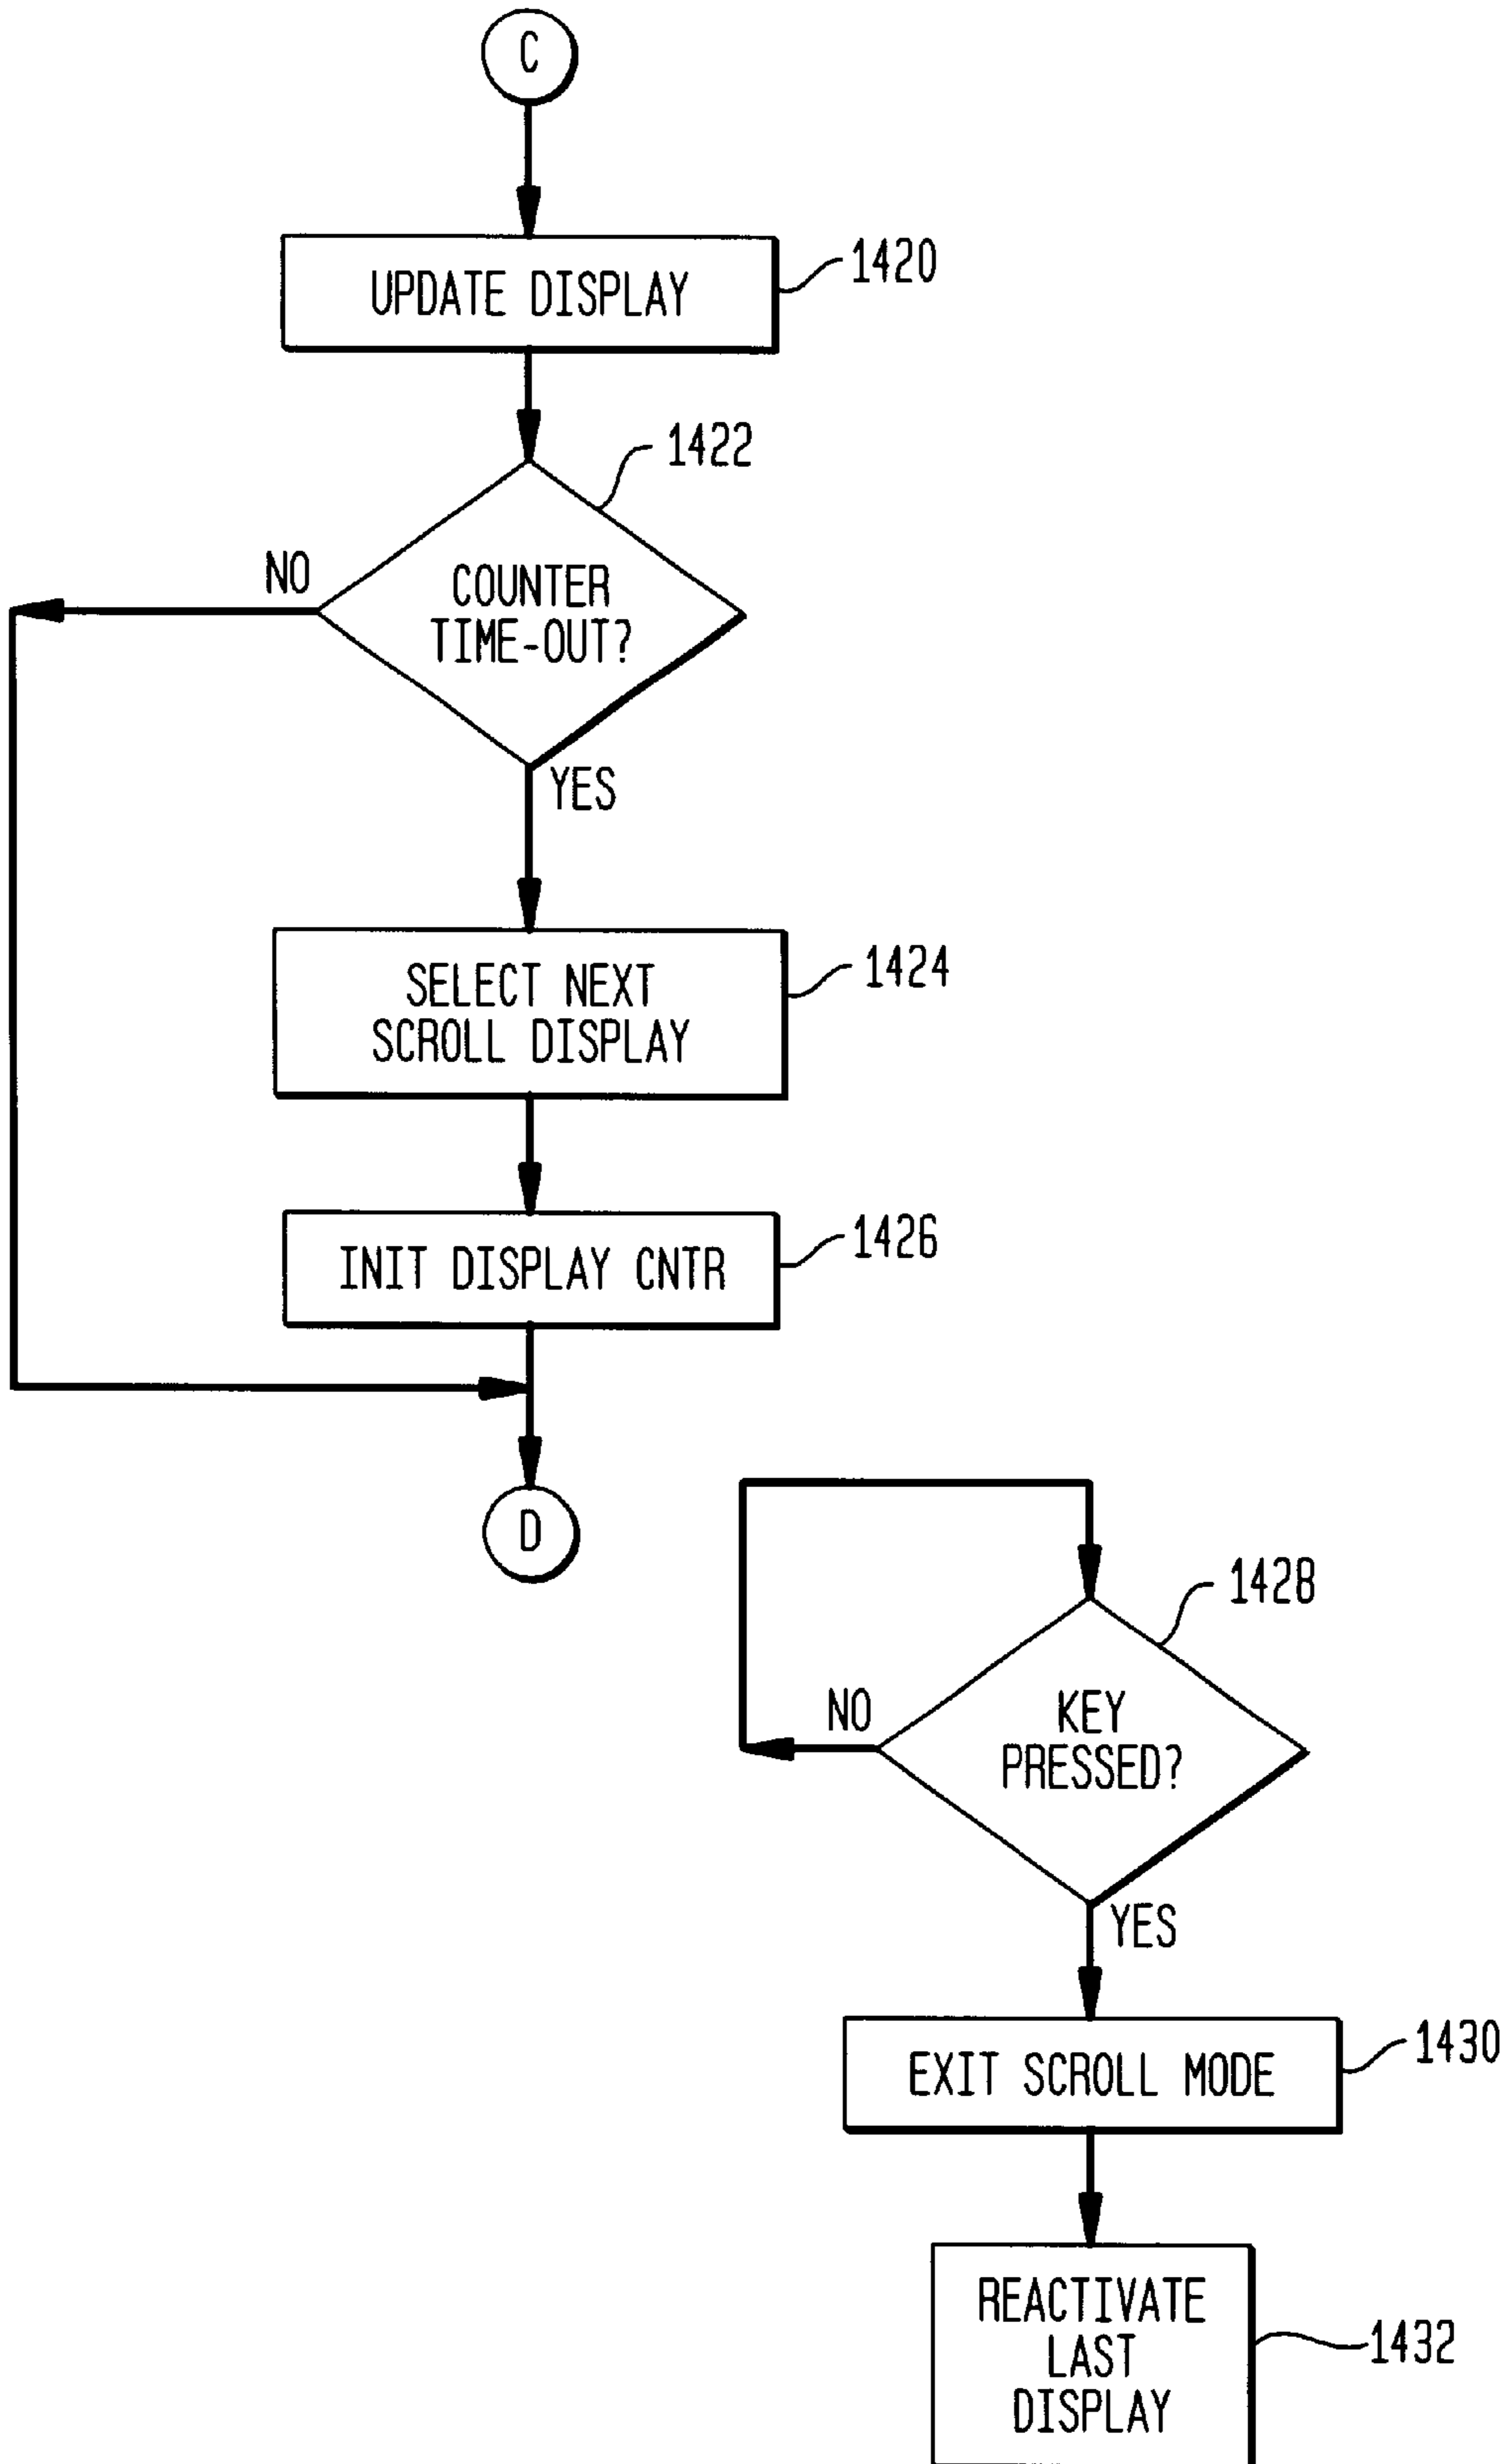 C
UPDATE DISPLAY
1420
1422
NO
COUNTER
TIME-OUT?
YES
SELECT NEXT
SCROLL DISPLAY
1424
INIT DISPLAY CNTR
1426
D
1428
NO
KEY
PRESSED?
YES
EXIT SCROLL MODE
1430
REACTIVATE
LAST
DISPLAY
1432